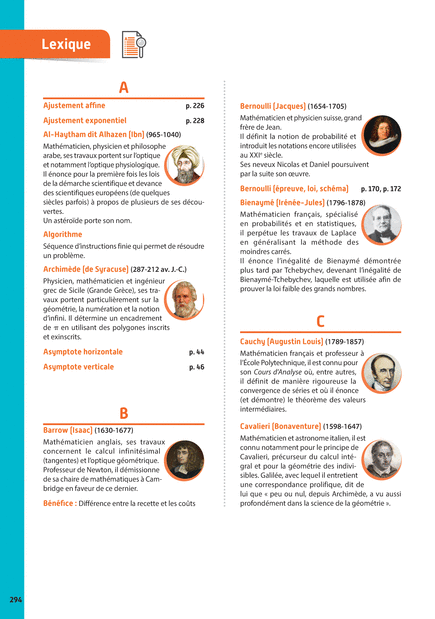 Lexique
A
Ajustement affine p. 226
Ajustement exponentiel p. 228
Al-Haytham dit Alhazen [Ibn] (965-1040)
Mathématicien, physicien et philosophe
arabe, ses travaux portent sur l'optique
et notamment l'optique physiologique.
Il énonce pour la première fois les lois
de la démarche scientifique et devance
des scientifiques européens (de quelques
siècles parfois) à propos de plusieurs de ses décou-
vertes.
Un astéroïde porte son nom.
Algorithme
Séquence d'instructions finie qui permet de résoudre
un problème.
Archimède [de Syracuse] (287-212 av. J.-C.)
Physicien, mathématicien et ingénieur
grec de Sicile (Grande Grèce), ses tra-
vaux portent particulièrement sur la
géométrie, la numération et la notion
d'infini. Il détermine un encadrement
de π en utilisant des polygones inscrits
et exinscrits.
Asymptote horizontale p. 44
Asymptote verticale p. 46
B
Barrow [Isaac] (1630-1677)
Mathématicien anglais, ses travaux
concernent le calcul infinitésimal
(tangentes) et l'optique géométrique.
Professeur de Newton, il démissionne
de sa chaire de mathématiques à Cam-
bridge en faveur de ce dernier.
Bénéfice : Différence entre la recette et les coûts
Bernoulli [Jacques] (1654-1705)
Mathématicien et physicien suisse, grand
frère de Jean.
Il définit la notion de probabilité et
introduit les notations encore utilisées
au XXIe siècle.
Ses neveux Nicolas et Daniel poursuivent
par la suite son œuvre.
Bernoulli [épreuve, loi, schéma] p. 170, p. 172
Bienaymé [Irénée-Jules] (1796-1878)
Mathématicien français, spécialisé
en probabilités et en statistiques,
il perpétue les travaux de Laplace
en généralisant la méthode des
moindres carrés.
Il énonce l'inégalité de Bienaymé démontrée
plus tard par Tchebychev, devenant l'inégalité de
Bienaymé-Tchebychev, laquelle est utilisée afin de
prouver la loi faible des grands nombres.
C
Cauchy [Augustin Louis] (1789-1857)
Mathématicien français et professeur à
l'École Polytechnique, il est connu pour
son Cours d'Analyse où, entre autres,
il définit de manière rigoureuse la
convergence de séries et où il énonce
(et démontre) le théorème des valeurs
intermédiaires.
Cavalieri [Bonaventure] (1598-1647)
Mathématicien et astronome italien, il est
connu notamment pour le principe de
Cavalieri, précurseur du calcul inté-
gral et pour la géométrie des indivi-
sibles. Galilée, avec lequel il entretient
une correspondance prolifique, dit de
lui que « peu ou nul, depuis Archimède, a vu aussi
profondément dans la science de la géométrie ».
294